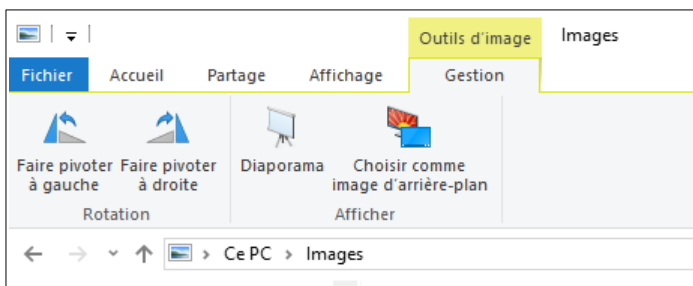 Outils d'image Images
Fichier Accueil Partage Affichage Gestion
Faire pivoter Faire pivoter Diaporama Choisir comme
à gauche à droite image d'arrière-plan
Rotation Afficher
Ce PC Images